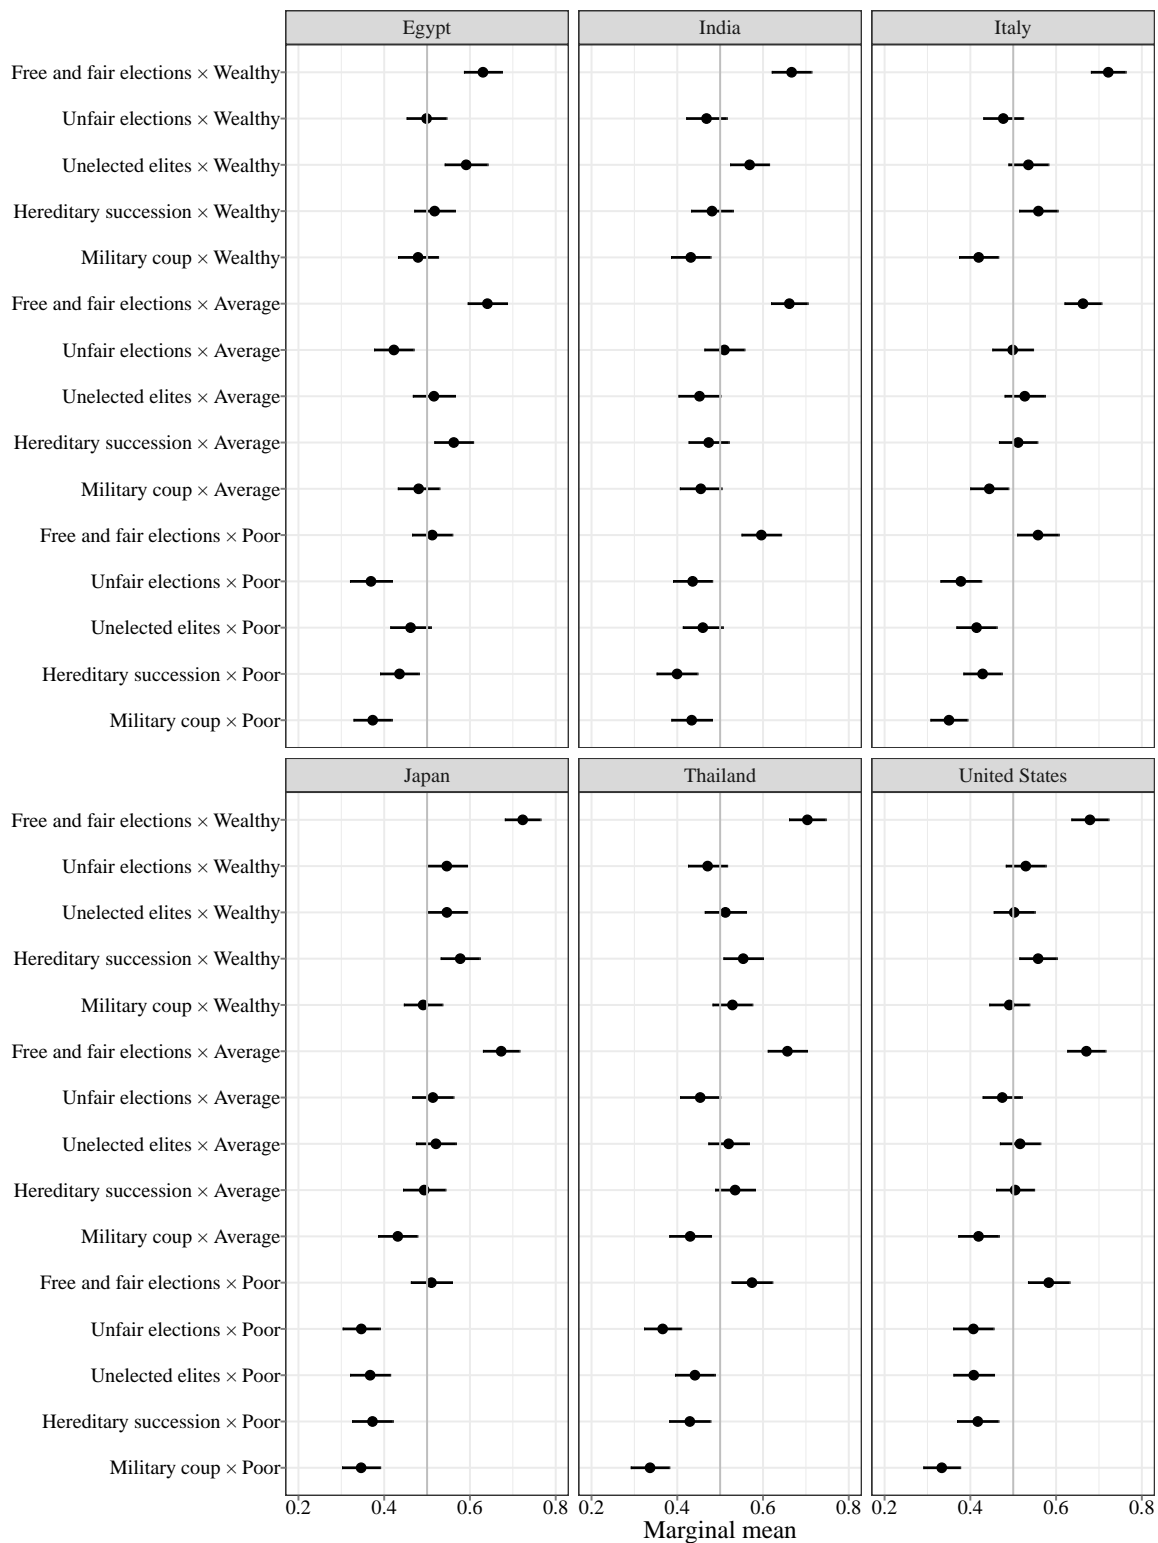 Egypt India Italy
Free and fair elections × Wealthy
Unfair elections × Wealthy
Unelected elites × Wealthy
Hereditary succession × Wealthy
Military coup × Wealthy
Free and fair elections × Average
Unfair elections × Average
Unelected elites × Average
Hereditary succession × Average
Military coup × Average
Free and fair elections × Poor
Unfair elections × Poor
Unelected elites × Poor
Hereditary succession × Poor
Military coup × Poor
Japan Thailand United States
Free and fair elections × Wealthy
Unfair elections × Wealthy
Unelected elites × Wealthy
Hereditary succession × Wealthy
Military coup × Wealthy
Free and fair elections × Average
Unfair elections × Average
Unelected elites × Average
Hereditary succession × Average
Military coup × Average
Free and fair elections × Poor
Unfair elections × Poor
Unelected elites × Poor
Hereditary succession × Poor
Military coup × Poor
0.2 0.4 0.6 0.8 0.2 0.4 0.6 0.8 0.2 0.4 0.6 0.8
Marginal mean